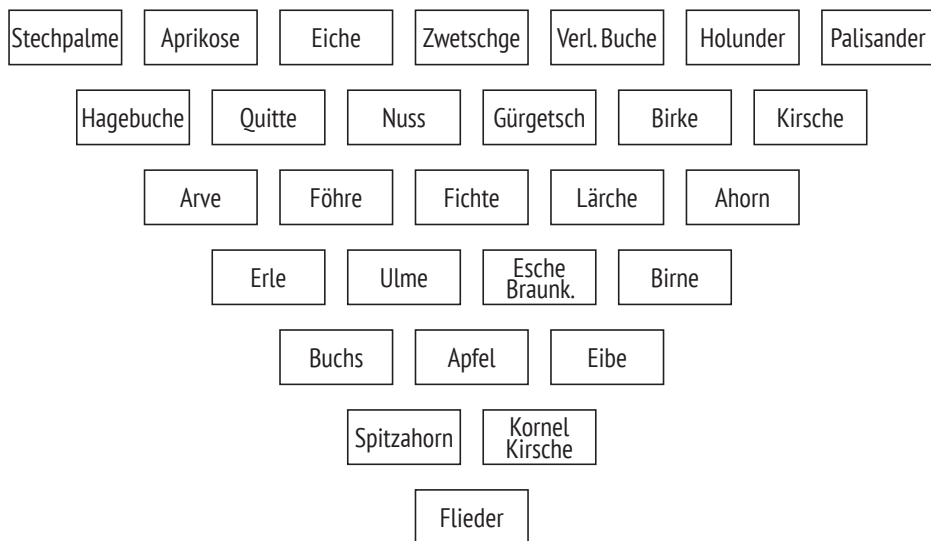 Stechpalme Aprikose Eiche Zwetschge Verl. Buche Holunder Palisander
Hagebuche Quitte Nuss Gürgetsch Birke Kirsche
Arve Föhre Fichte Lärche Ahorn
Erle Ulme Esche Braunk. Birne
Buchs Apfel Eibe
Spitzahorn Kornel Kirsche
Flieder